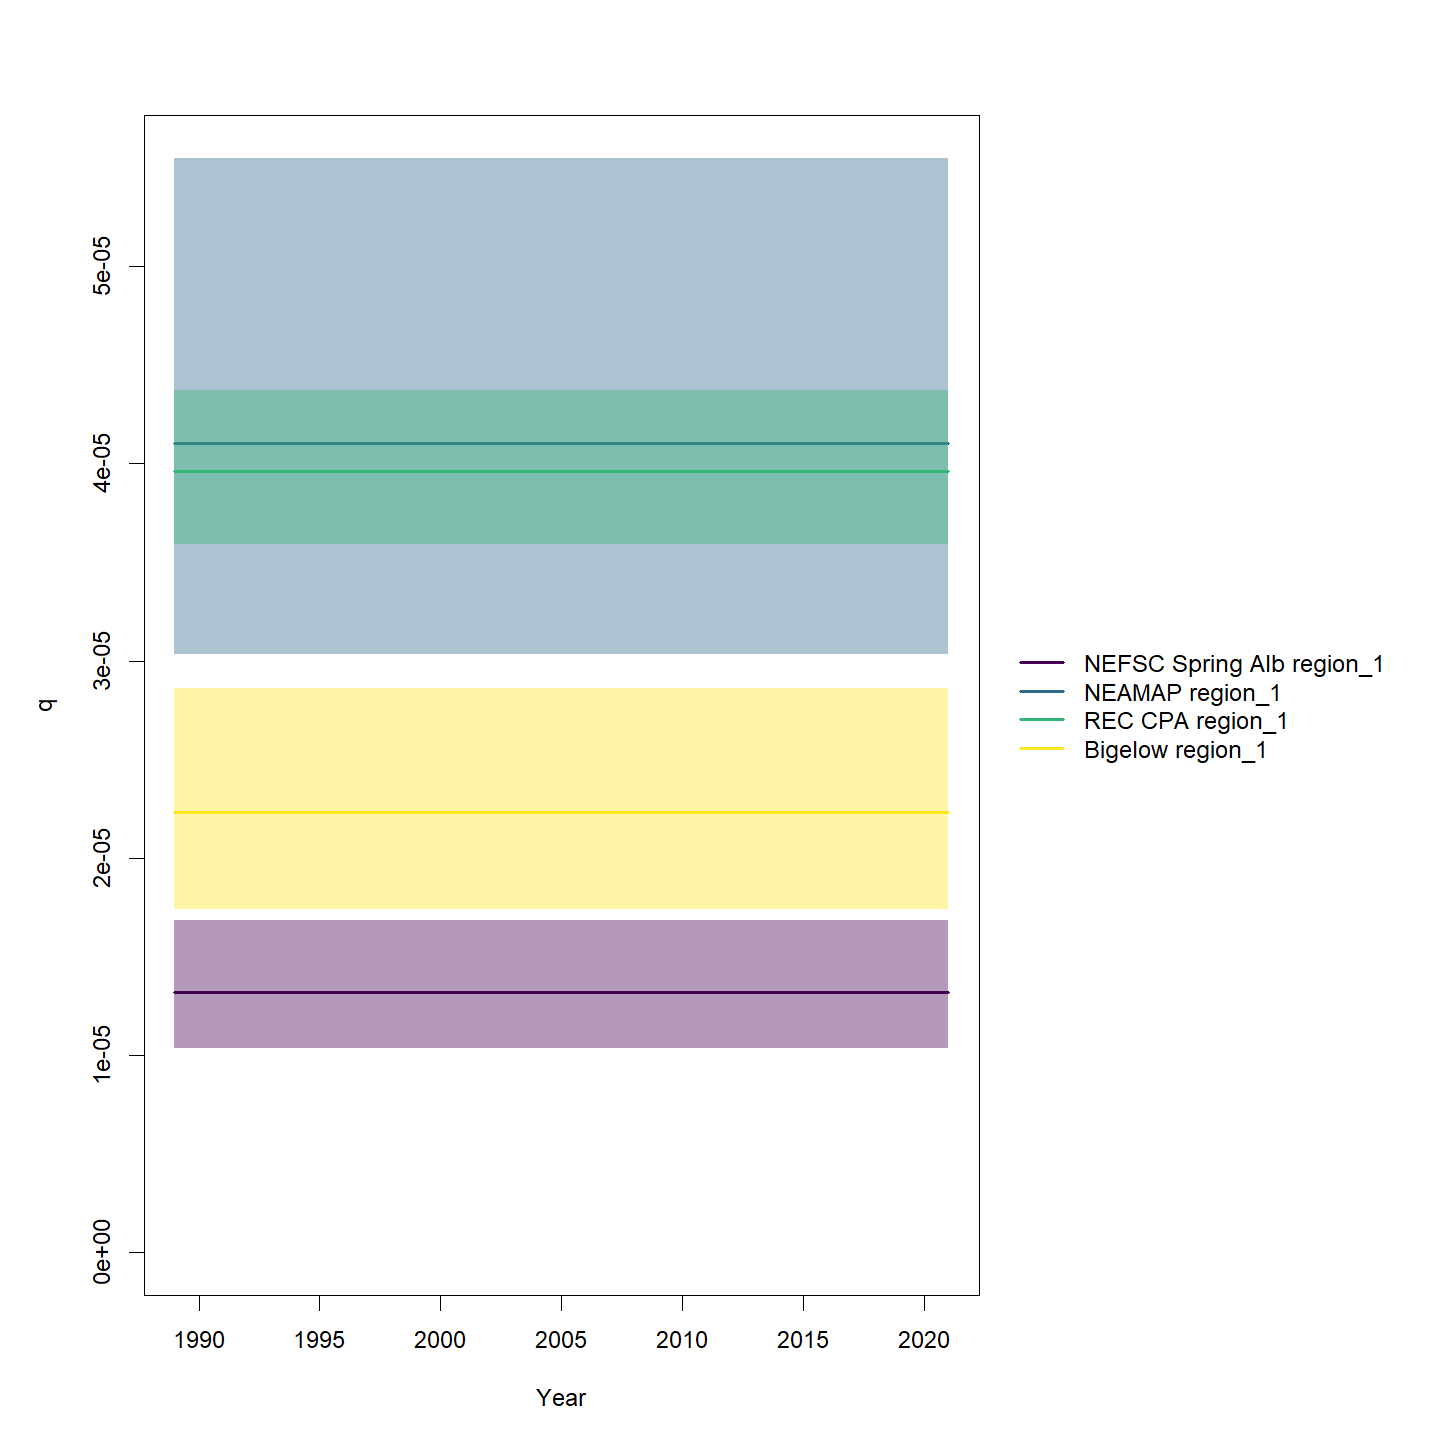 5e-05
4e-05
3e-05
2e-05
1e-05
0e+00
q
1990 1995 2000 2005 2010 2015 2020
Year
NEFSC Spring Alb region_1
NEAMAP region_1
REC CPA region_1
Bigelow region_1